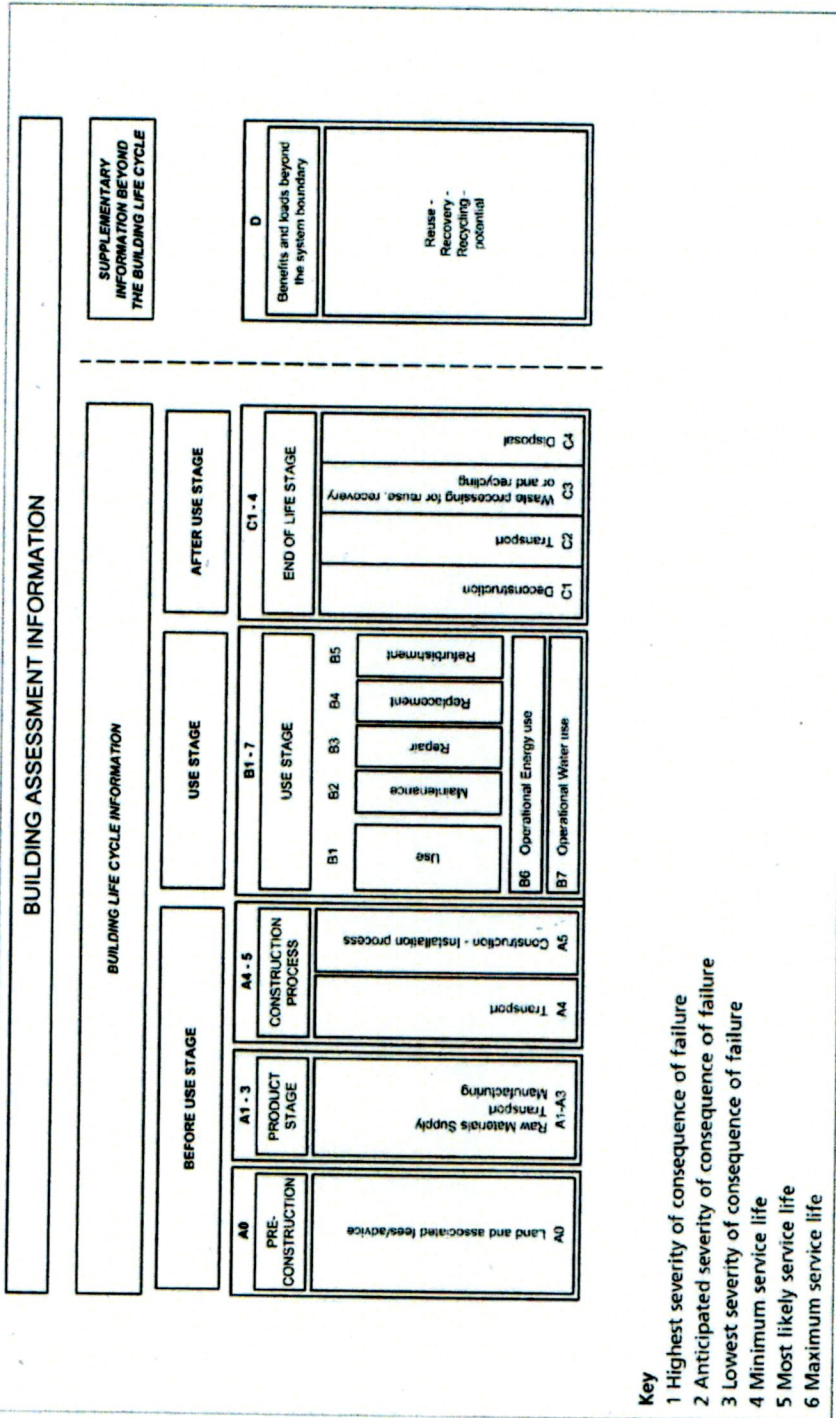 BUILDING ASSESSMENT INFORMATION
BUILDING LIFE CYCLE INFORMATION
SUPPLEMENTARY
INFORMATION BEYOND
THE BUILDING LIFE CYCLE
BEFORE USE STAGE
USE STAGE
AFTER USE STAGE
A0
PRE-
CONSTRUCTION
A0 Land and associated fees/advice
A1 - 3
PRODUCT
STAGE
A1-A3
Raw Materials Supply
Transport
Manufacturing
A4 - 5
CONSTRUCTION
PROCESS
A4 Transport
A5 Construction - Installation process
B1 - 7
USE STAGE
B1
Use
B2
Maintenance
B3
Repair
B4
Replacement
B5
Refurbishment
B6 Operational Energy use
B7 Operational Water use
C1 - 4
END OF LIFE STAGE
C1 Deconstruction
C2 Transport
C3 Waste processing for reuse, recovery
or and recycling
C4 Disposal
D
Benefits and loads beyond
the system boundary
Reuse -
Recovery -
Recycling -
potential
Key
1 Highest severity of consequence of failure
2 Anticipated severity of consequence of failure
3 Lowest severity of consequence of failure
4 Minimum service life
5 Most likely service life
6 Maximum service life